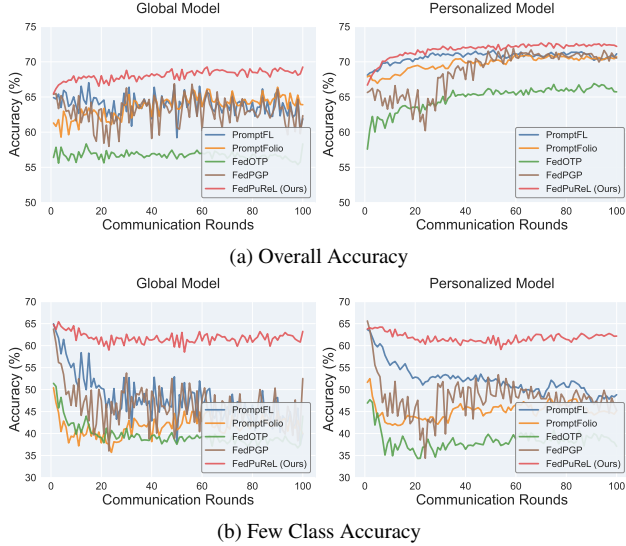 Global Model
Personalized Model
Accuracy (%)
75
70
65
60
55
50
0 20 40 60 80 100
Communication Rounds
PromptFL
PromptFolio
FedOTP
FedPGP
FedPuReL (Ours)
Accuracy (%)
75
70
65
60
55
50
0 20 40 60 80 100
Communication Rounds
PromptFL
PromptFolio
FedOTP
FedPGP
FedPuReL (Ours)
(a) Overall Accuracy
Global Model
Personalized Model
Accuracy (%)
70
65
60
55
50
45
40
35
30
0 20 40 60 80 100
Communication Rounds
PromptFL
PromptFolio
FedOTP
FedPGP
FedPuReL (Ours)
Accuracy (%)
70
65
60
55
50
45
40
35
30
0 20 40 60 80 100
Communication Rounds
PromptFL
PromptFolio
FedOTP
FedPGP
FedPuReL (Ours)
(b) Few Class Accuracy